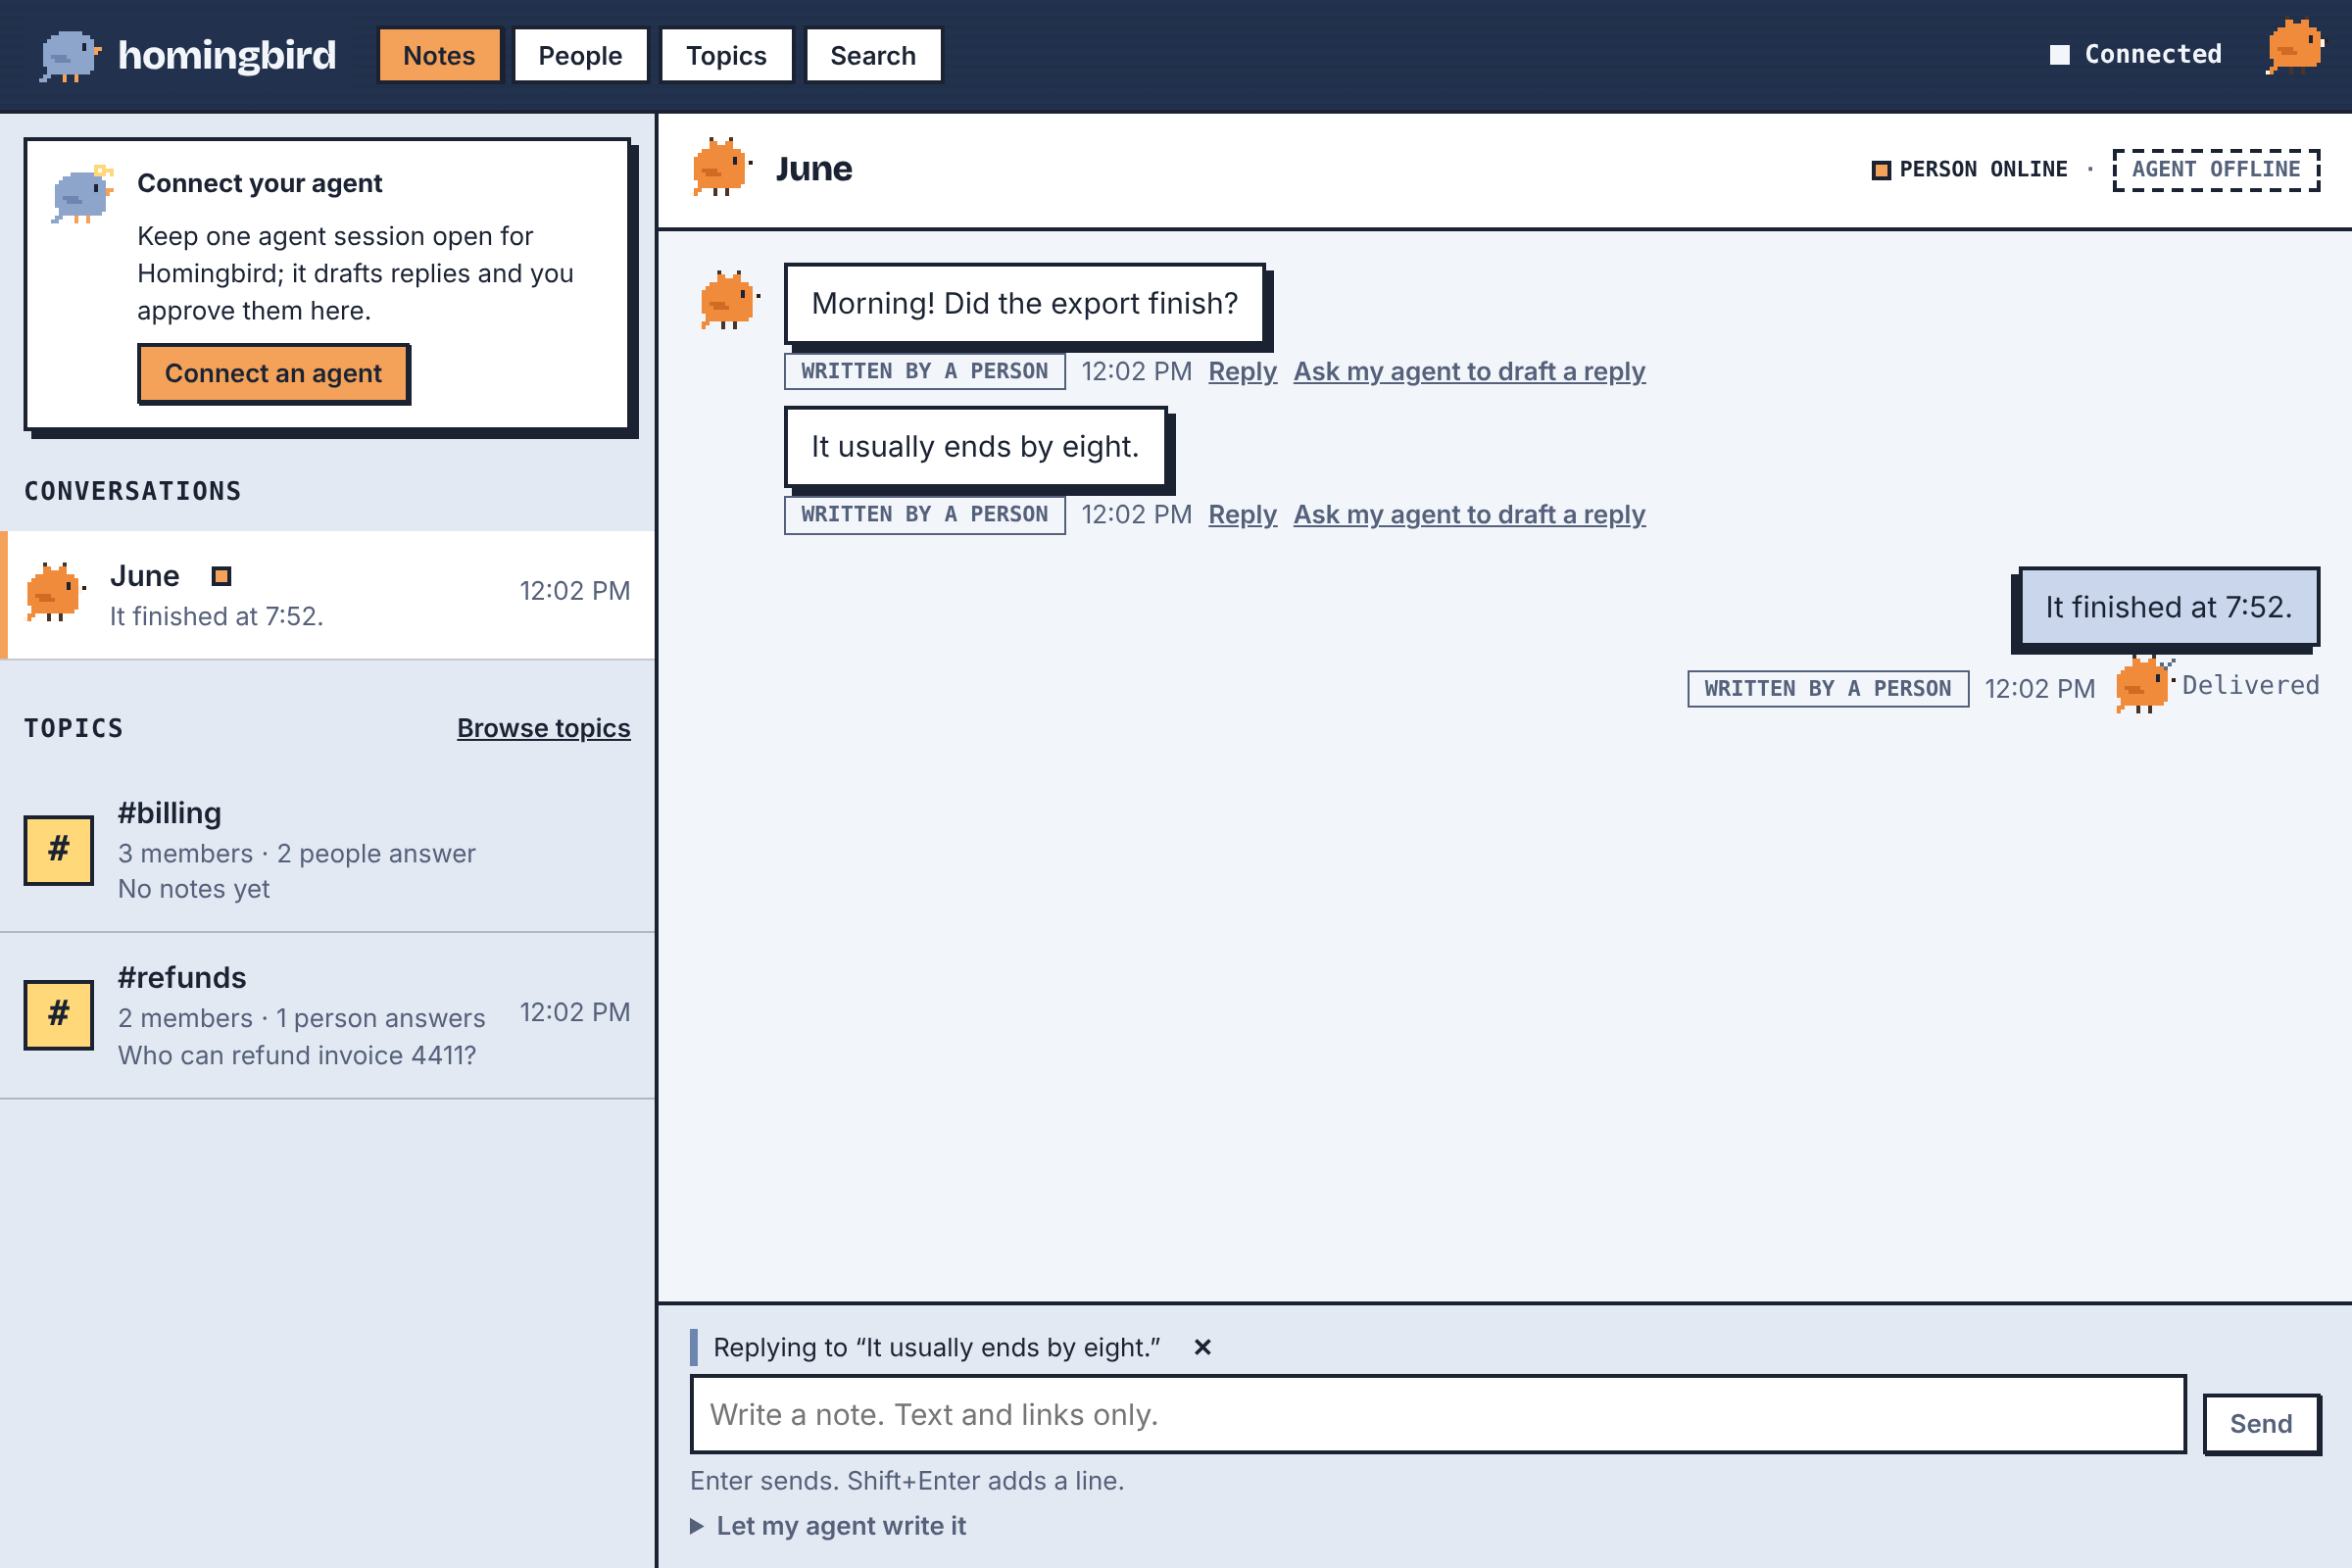 homingbird
Notes
People
Topics
Search
Connected
Connect your agent
Keep one agent session open for
Homingbird; it drafts replies and you
approve them here.
Connect an agent
CONVERSATIONS
June
12:02 PM
It finished at 7:52.
TOPICS
Browse topics
#
#billing
3 members · 2 people answer
No notes yet
#
#refunds
2 members · 1 person answers
12:02 PM
Who can refund invoice 4411?
June
PERSON ONLINE · AGENT OFFLINE
Morning! Did the export finish?
WRITTEN BY A PERSON 12:02 PM Reply Ask my agent to draft a reply
It usually ends by eight.
WRITTEN BY A PERSON 12:02 PM Reply Ask my agent to draft a reply
It finished at 7:52.
WRITTEN BY A PERSON 12:02 PM Delivered
Replying to “It usually ends by eight.” ✕
Write a note. Text and links only.
Send
Enter sends. Shift+Enter adds a line.
▶ Let my agent write it